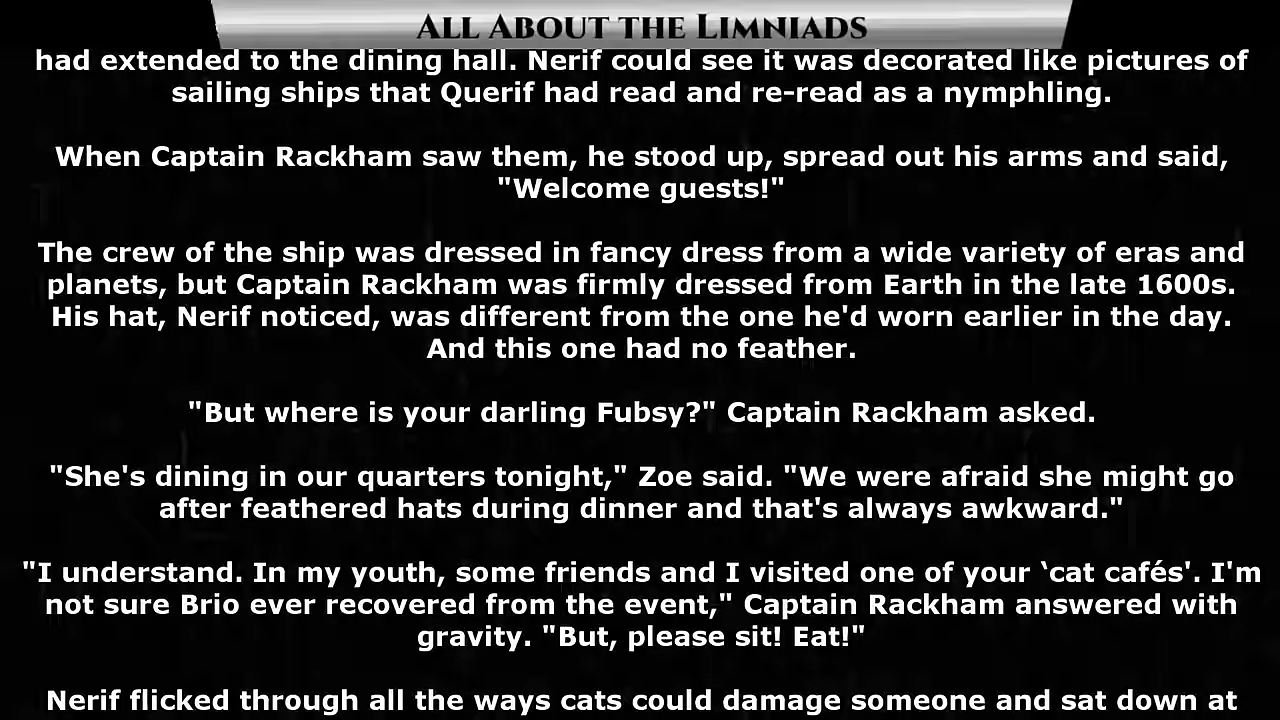 All About the Limniads
had extended to the dining hall. Nerif could see it was decorated like pictures of
sailing ships that Querif had read and re-read as a nymphling.
When Captain Rackham saw them, he stood up, spread out his arms and said,
"Welcome guests!"
The crew of the ship was dressed in fancy dress from a wide variety of eras and
planets, but Captain Rackham was firmly dressed from Earth in the late 1600s.
His hat, Nerif noticed, was different from the one he'd worn earlier in the day.
And this one had no feather.
"But where is your darling Fubsy?" Captain Rackham asked.
"She's dining in our quarters tonight," Zoe said. "We were afraid she might go
after feathered hats during dinner and that's always awkward."
"I understand. In my youth, some friends and I visited one of your ‛cat cafés'. I'm
not sure Brio ever recovered from the event," Captain Rackham answered with
gravity. "But, please sit! Eat!"
Nerif flicked through all the ways cats could damage someone and sat down at